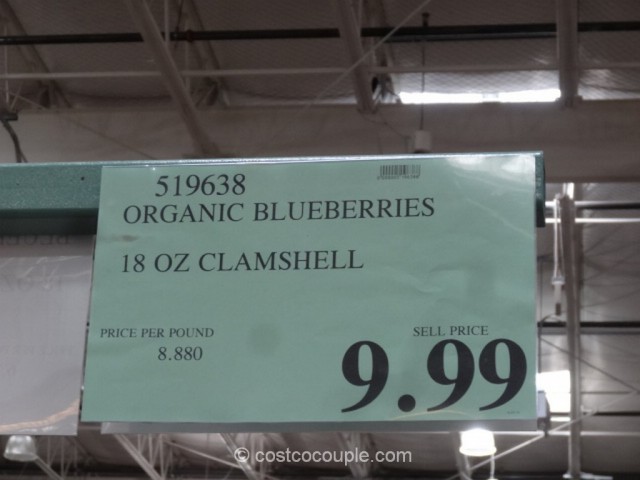 519638
ORGANIC BLUEBERRIES
18 OZ CLAMSHELL
PRICE PER POUND
8.880
SELL PRICE
9.99
© costcocouple.com